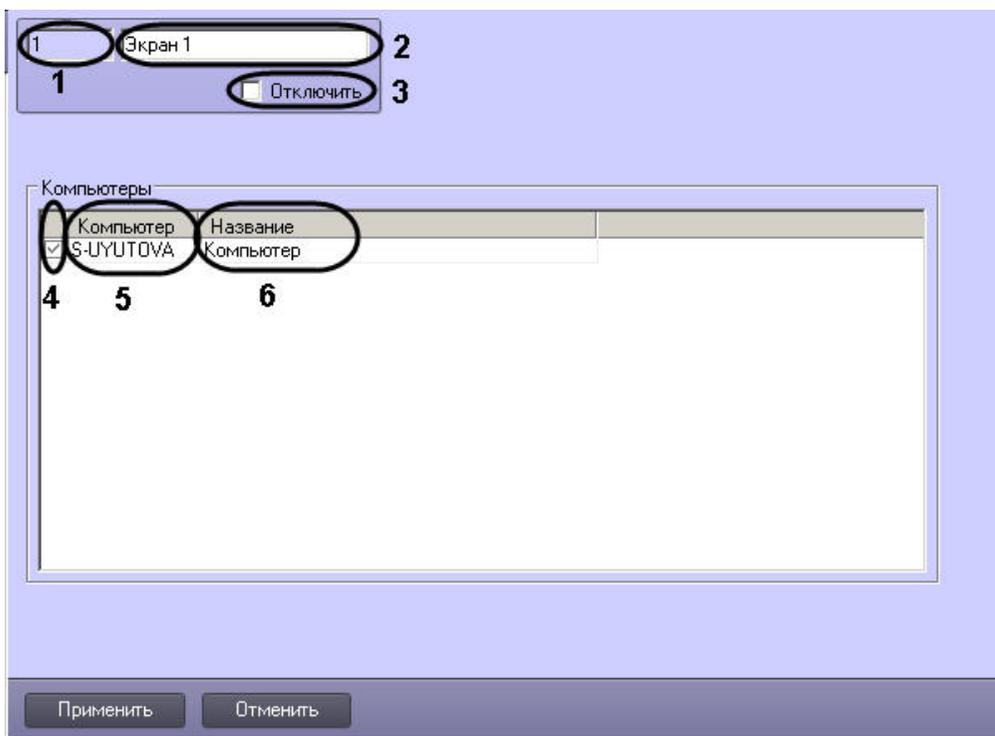 1 Экран 1 2
1 Отключить 3
Компьютеры
Компьютер Название
S-UYUTOVA Компьютер
4 5 6
Применить Отменить